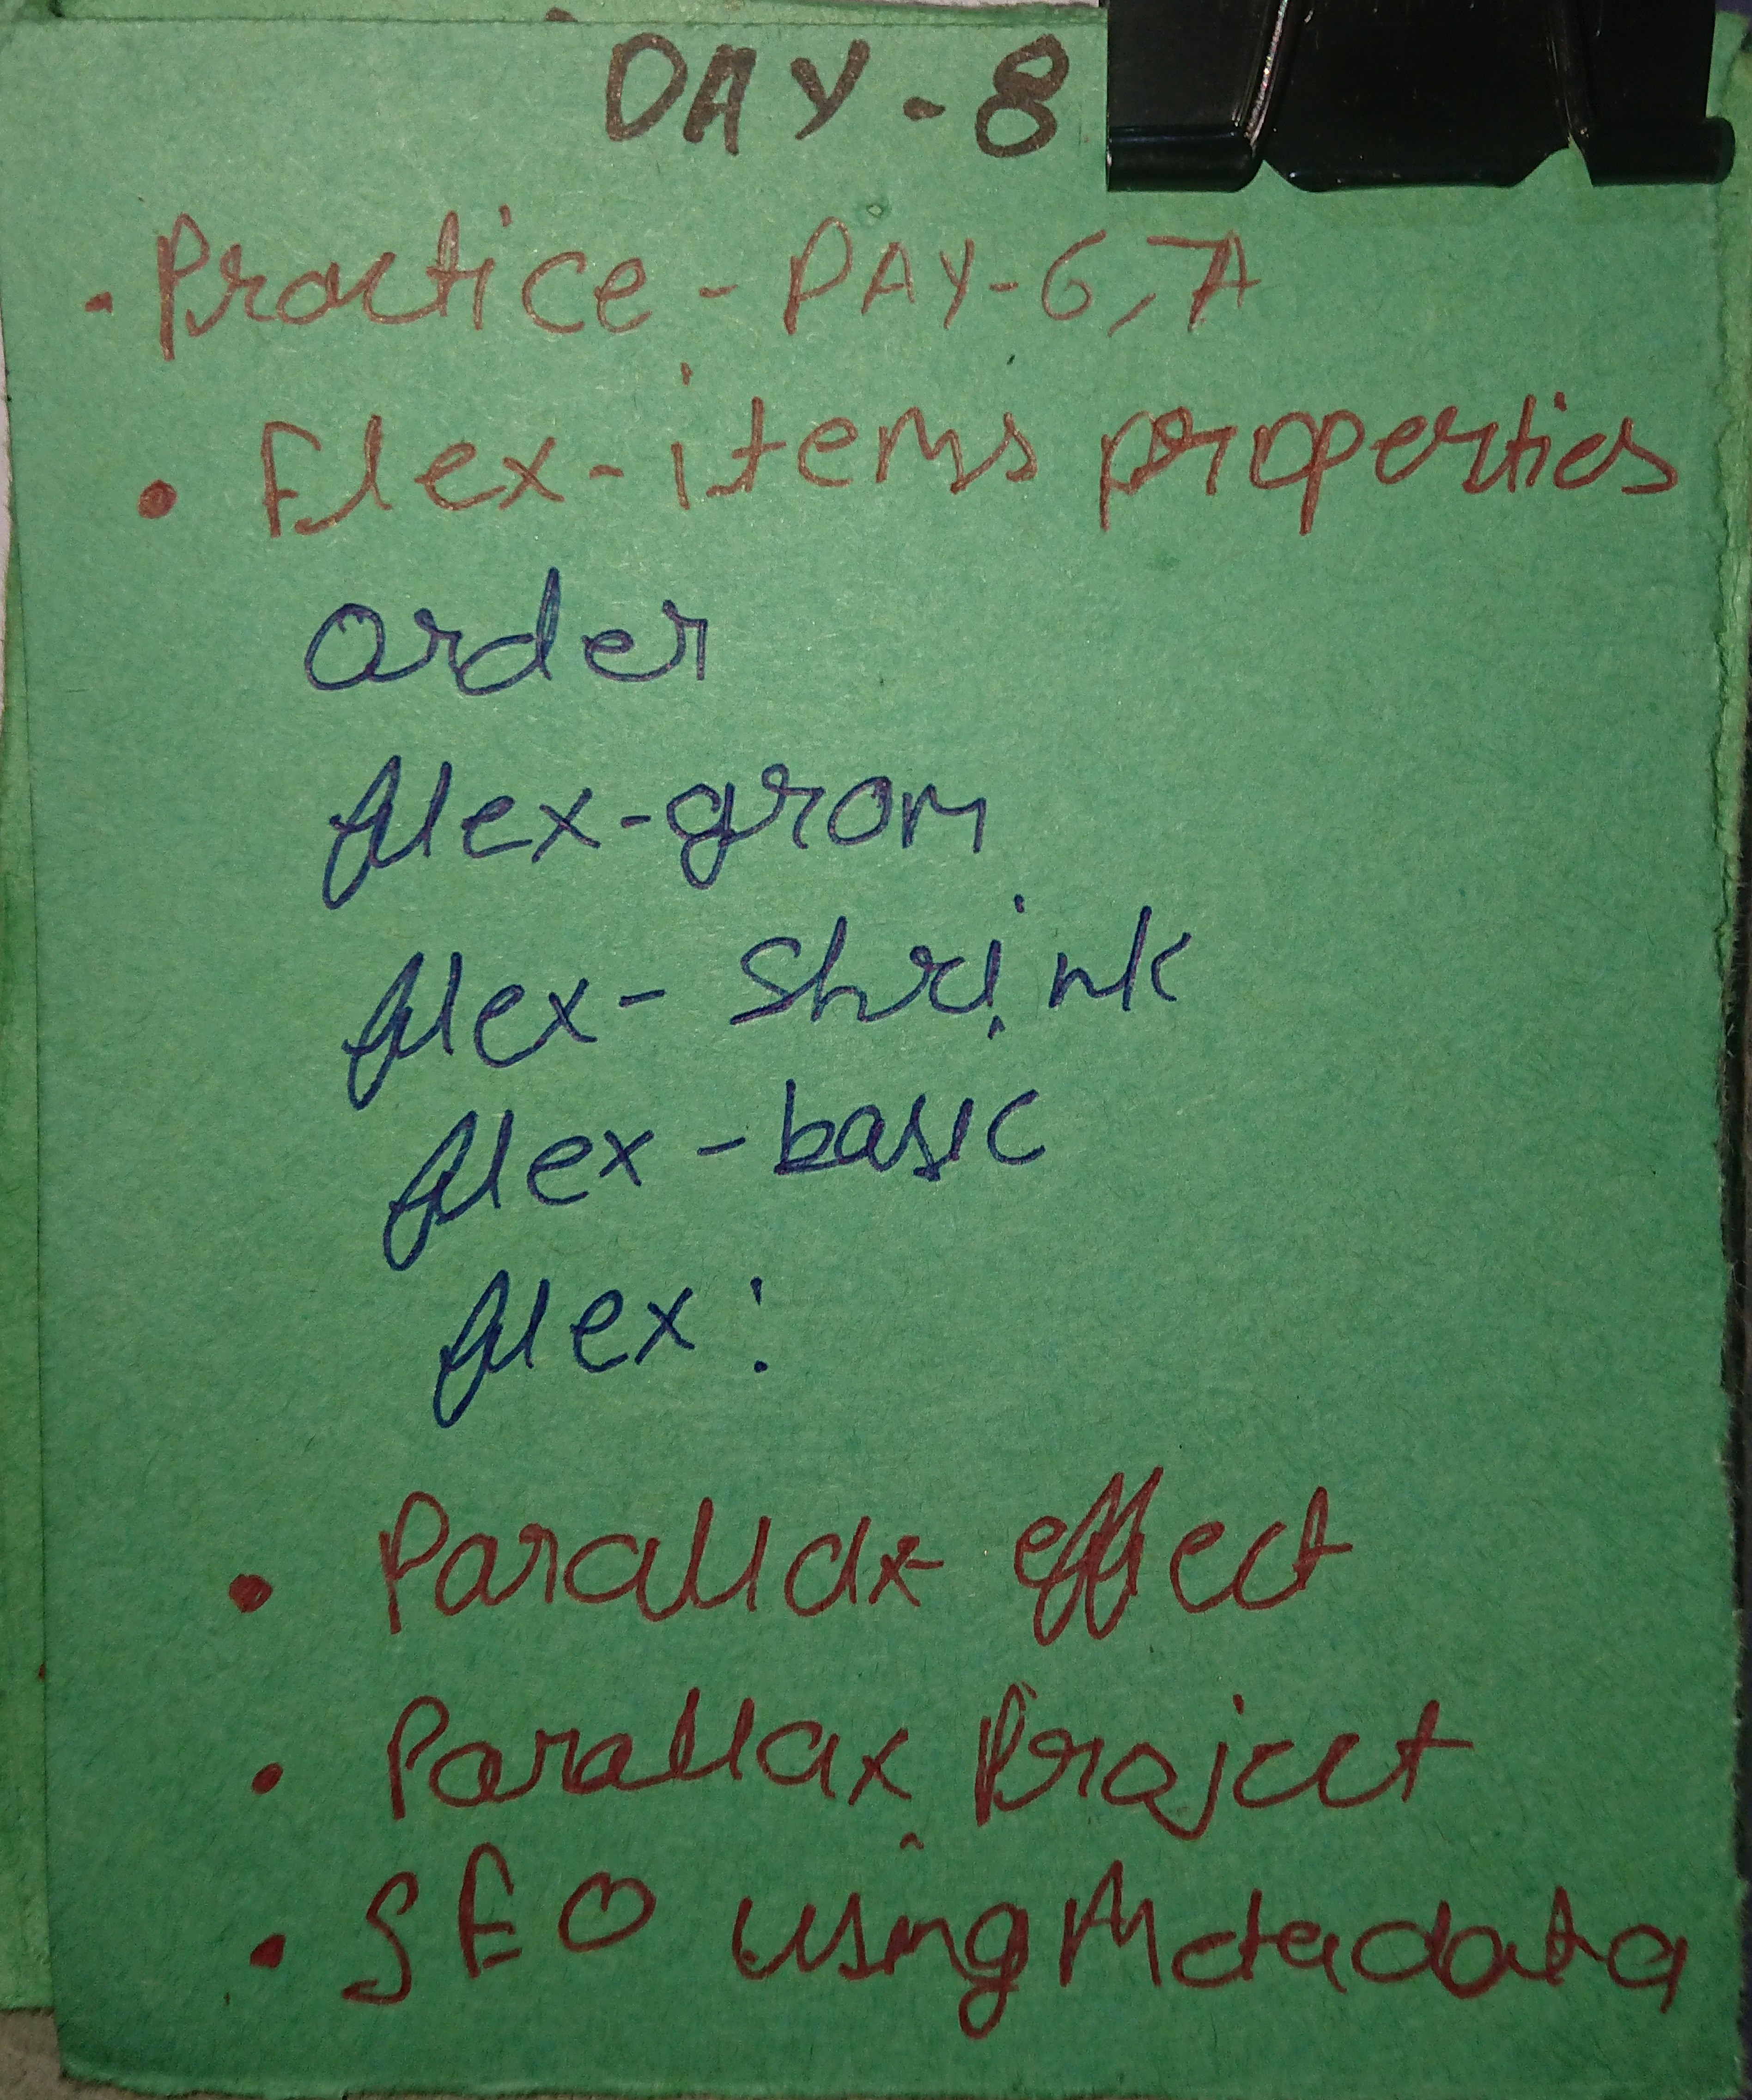 DAY - 8
• Practice - DAY - 6, 7
• Flex-items properties
order
flex-grom
flex-shrink
flex-basic
flex:
• Parallax effect
• Parallax Project
• SEO using Metadata